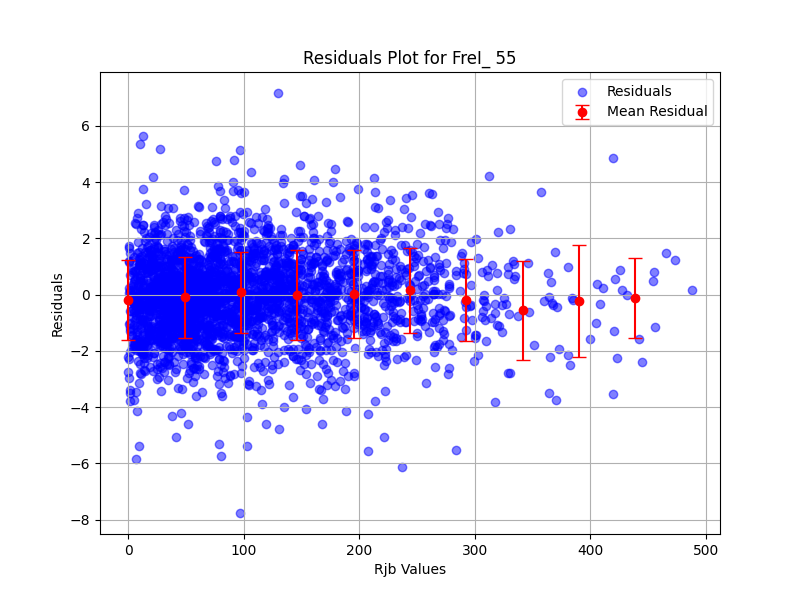 Residuals Plot for FreI_ 55
Residuals
Mean Residual
6
4
2
0
−2
−4
−6
−8
Residuals
0
100
200
300
400
500
Rjb Values